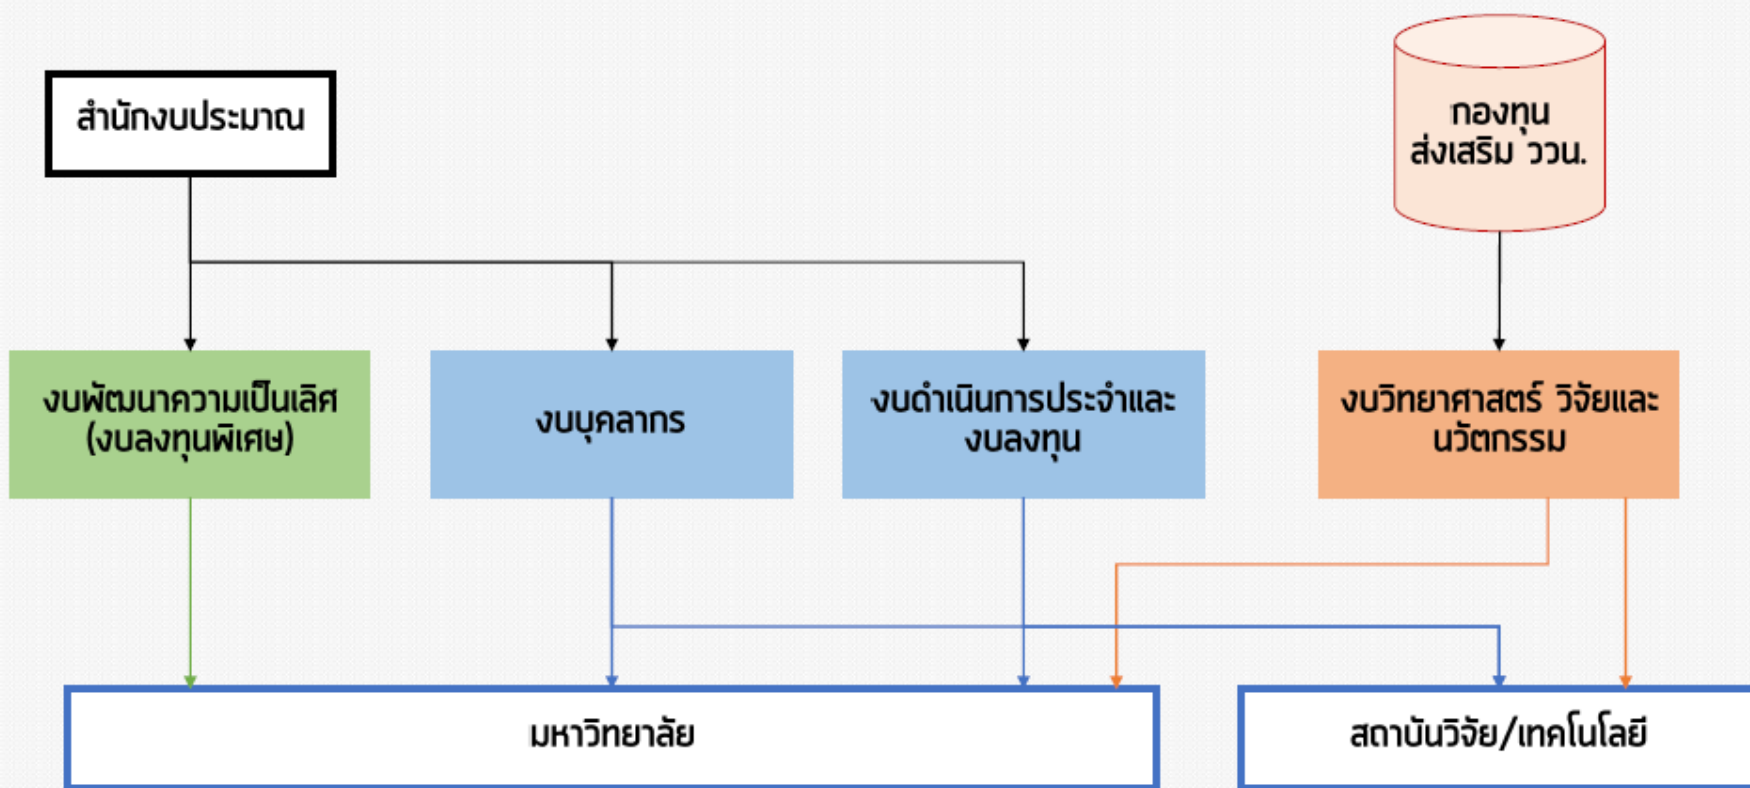 สำนักงบประมาณ
กองทุน
ส่งเสริม ววน.
งบพัฒนาความเป็นเลิศ
(งบลงทุนพิเศษ)
งบบุคลากร
งบดำเนินการประจำและ
งบลงทุน
งบวิทยาศาสตร์ วิจัยและ
นวัตกรรม
มหาวิทยาลัย
สถาบันวิจัย/เทคโนโลยี